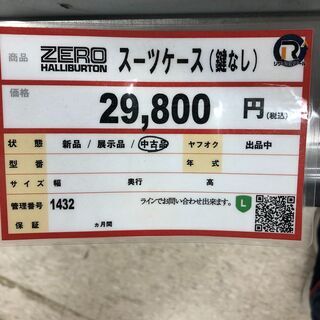 商品 ZERO HALLIBURTON スーツケース(鍵なし)
価格
29,800 円(税込)
状態 新品 / 展示品 / 中古品 ヤフオク 出品中
型番 年式
サイズ 幅 奥行 高
管理番号 1432 ラインでお問い合わせ出来ます。 L
保証 ヵ月間